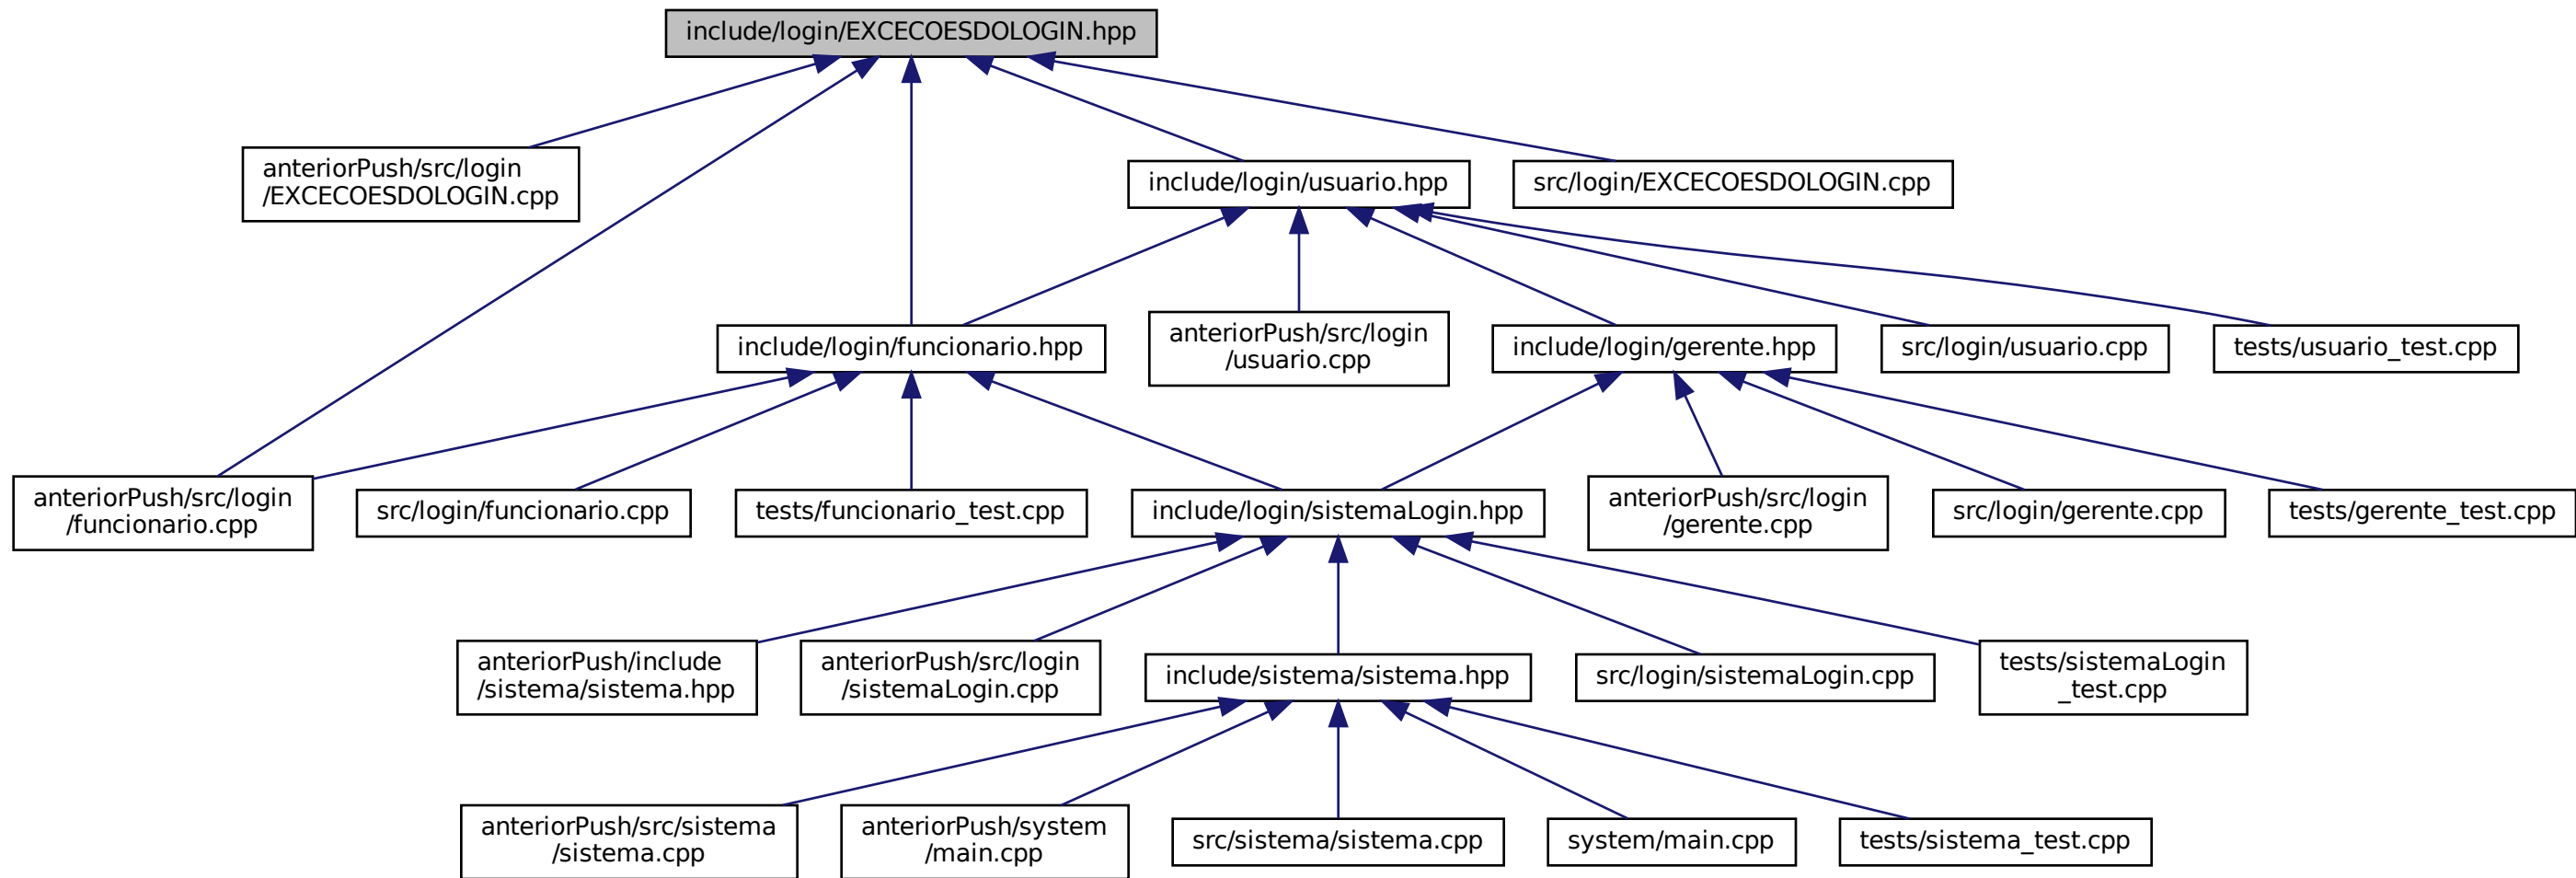 include/login/EXCECOESDOLOGIN.hpp
anteriorPush/src/login
/EXCECOESDOLOGIN.cpp
include/login/usuario.hpp
src/login/EXCECOESDOLOGIN.cpp
include/login/funcionario.hpp
anteriorPush/src/login
/usuario.cpp
include/login/gerente.hpp
src/login/usuario.cpp
tests/usuario_test.cpp
anteriorPush/src/login
/funcionario.cpp
src/login/funcionario.cpp
tests/funcionario_test.cpp
include/login/sistemaLogin.hpp
anteriorPush/src/login
/gerente.cpp
src/login/gerente.cpp
tests/gerente_test.cpp
anteriorPush/include
/sistema/sistema.hpp
anteriorPush/src/login
/sistemaLogin.cpp
include/sistema/sistema.hpp
src/login/sistemaLogin.cpp
tests/sistemaLogin
_test.cpp
anteriorPush/src/sistema
/sistema.cpp
anteriorPush/system
/main.cpp
src/sistema/sistema.cpp
system/main.cpp
tests/sistema_test.cpp